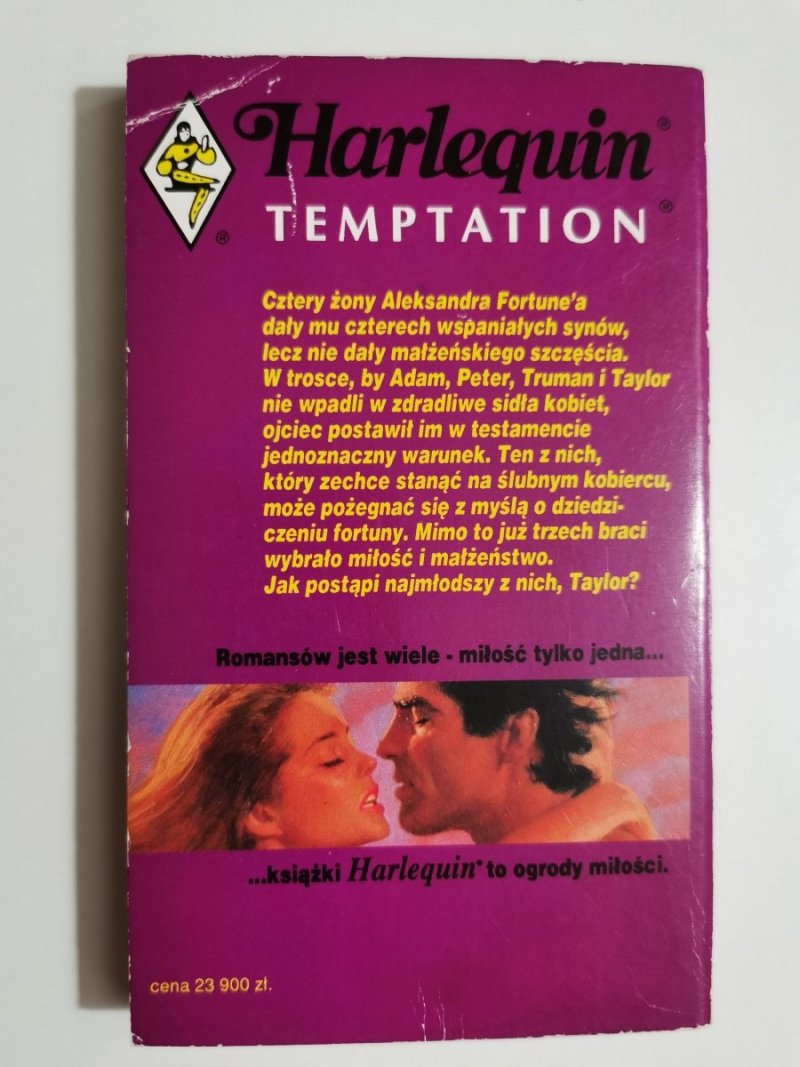 Harlequin®
TEMPTATION®
®
Cztery żony Aleksandra Fortune'a
dały mu czterech wspaniałych synów,
lecz nie dały małżeńskiego szczęścia.
W trosce, by Adam, Peter, Truman i Taylor
nie wpadli w zdradliwe sidła kobiet,
ojciec postawił im w testamencie
jednoznaczny warunek. Ten z nich,
który zechce stanąć na ślubnym kobiercu,
może pożegnać się z myślą o dziedzi-
czeniu fortuny. Mimo to już trzech braci
wybrało miłość i małżeństwo.
Jak postąpi najmłodszy z nich, Taylor?
Romansów jest wiele - miłość tylko jedna...
...książki Harlequin® to ogrody miłości.
cena 23 900 zł.